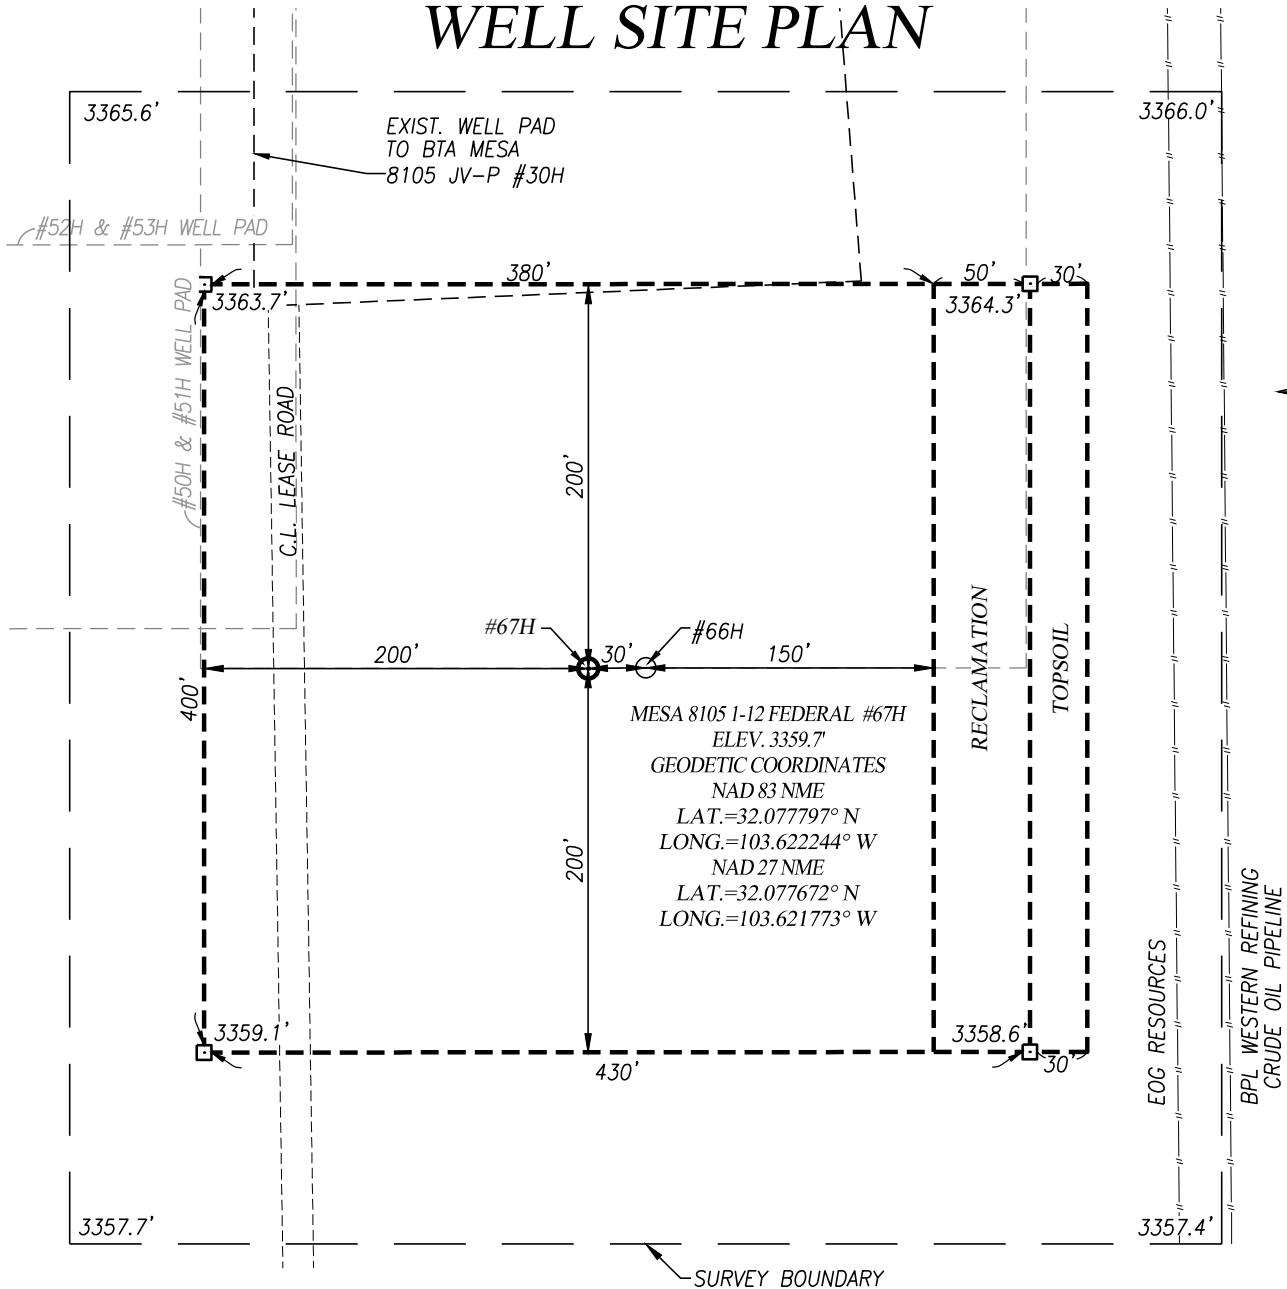 WELL SITE PLAN
3365.6'
3366.0'
EXIST. WELL PAD
TO BTA MESA
8105 JV-P #30H
#52H & #53H WELL PAD
380'
50'
30'
3363.7'
3364.3'
#50H & #51H WELL PAD
C.L. LEASE ROAD
200'
#67H
#66H
200'
30'
150'
400'
RECLAMATION
TOPSOIL
MESA 8105 1-12 FEDERAL #67H
ELEV. 3359.7'
GEODETIC COORDINATES
NAD 83 NME
LAT.=32.077797° N
LONG.=103.622244° W
NAD 27 NME
LAT.=32.077672° N
LONG.=103.621773° W
200'
EOG RESOURCES
BPL WESTERN REFINING
CRUDE OIL PIPELINE
3359.1'
3358.6'
430'
30'
3357.7'
3357.4'
SURVEY BOUNDARY